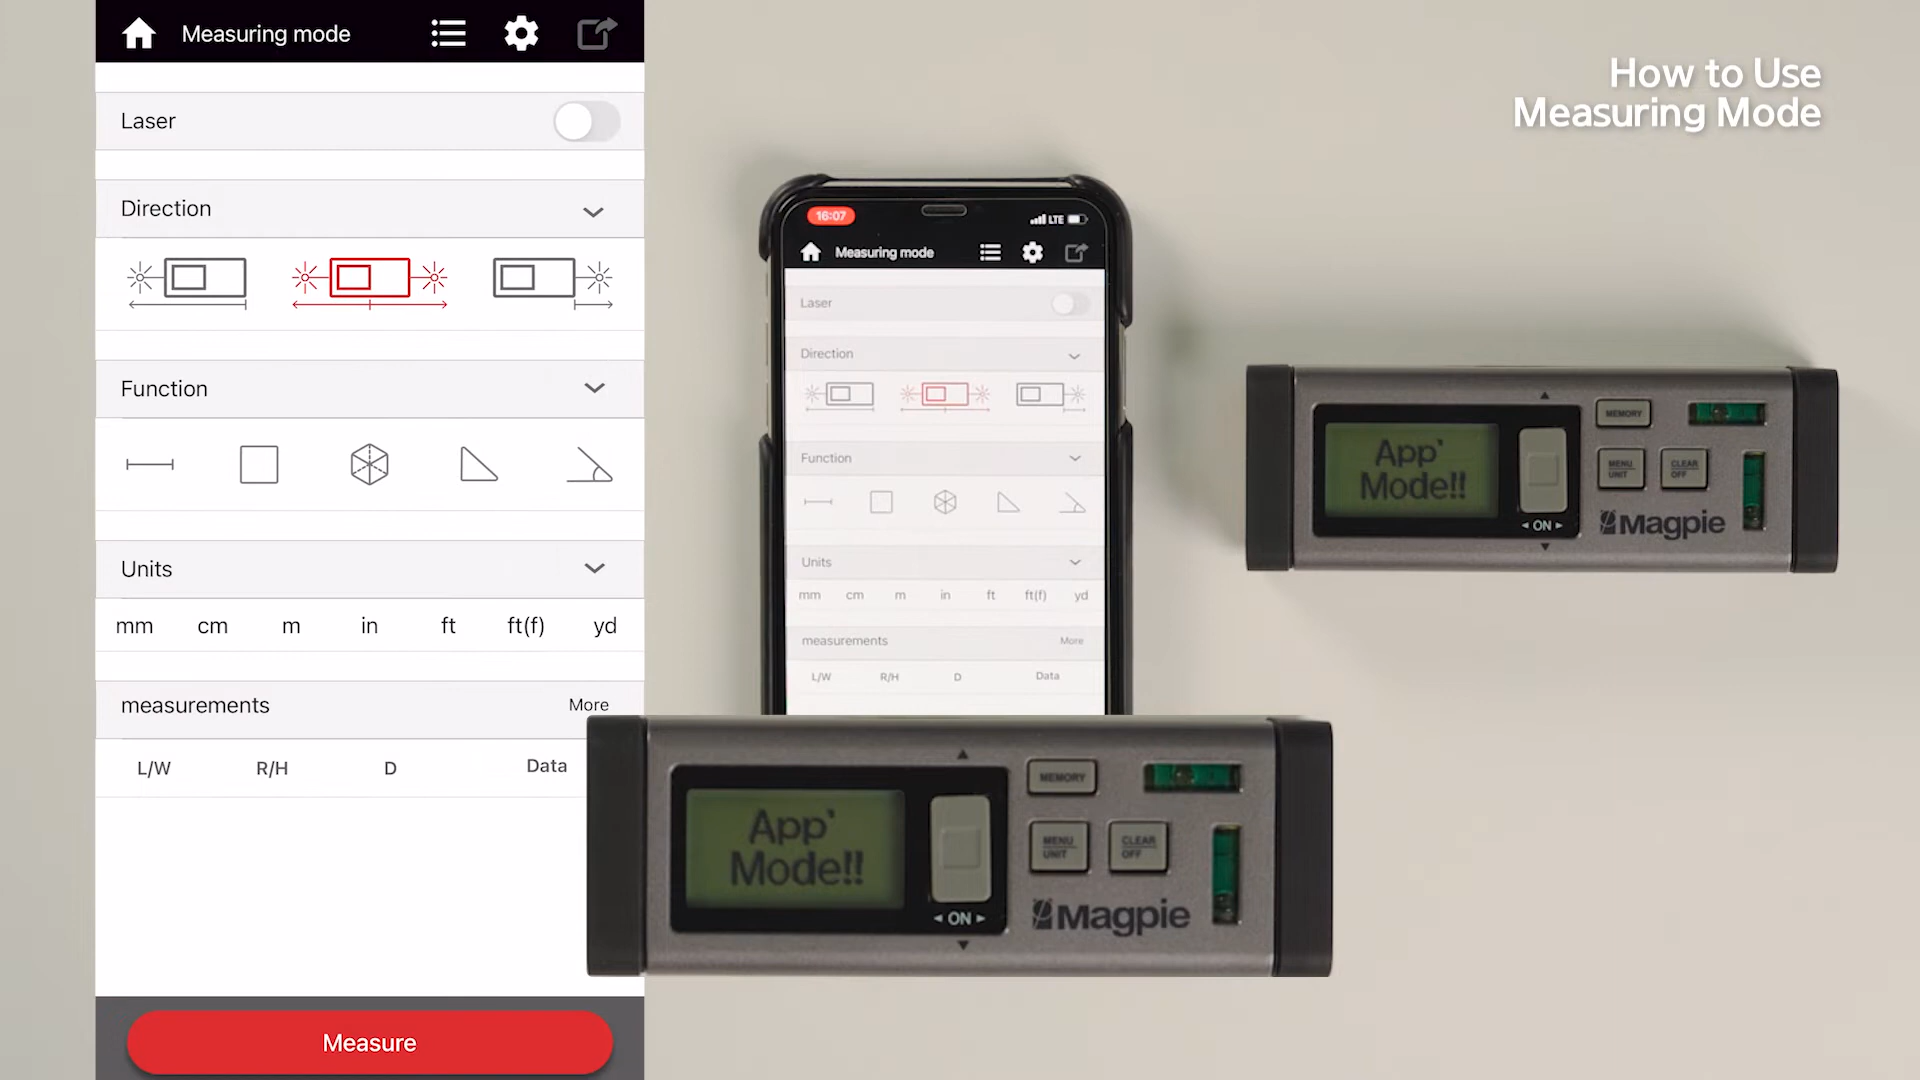 Measuring mode
Laser
Direction
Function
Units
mm cm m in ft ft(f) yd
measurements More
L/W R/H D Data
Measure
How to Use
Measuring Mode
16:07 LTE
Measuring mode
Laser
Direction
Function
Units
mm cm m in ft ft(f) yd
measurements More
L/W R/H D Data
App'
Mode!!
ON
MEMORY
MENU
UNIT
CLEAR
OFF
Magpie
App'
Mode!!
ON
MEMORY
MENU
UNIT
CLEAR
OFF
Magpie